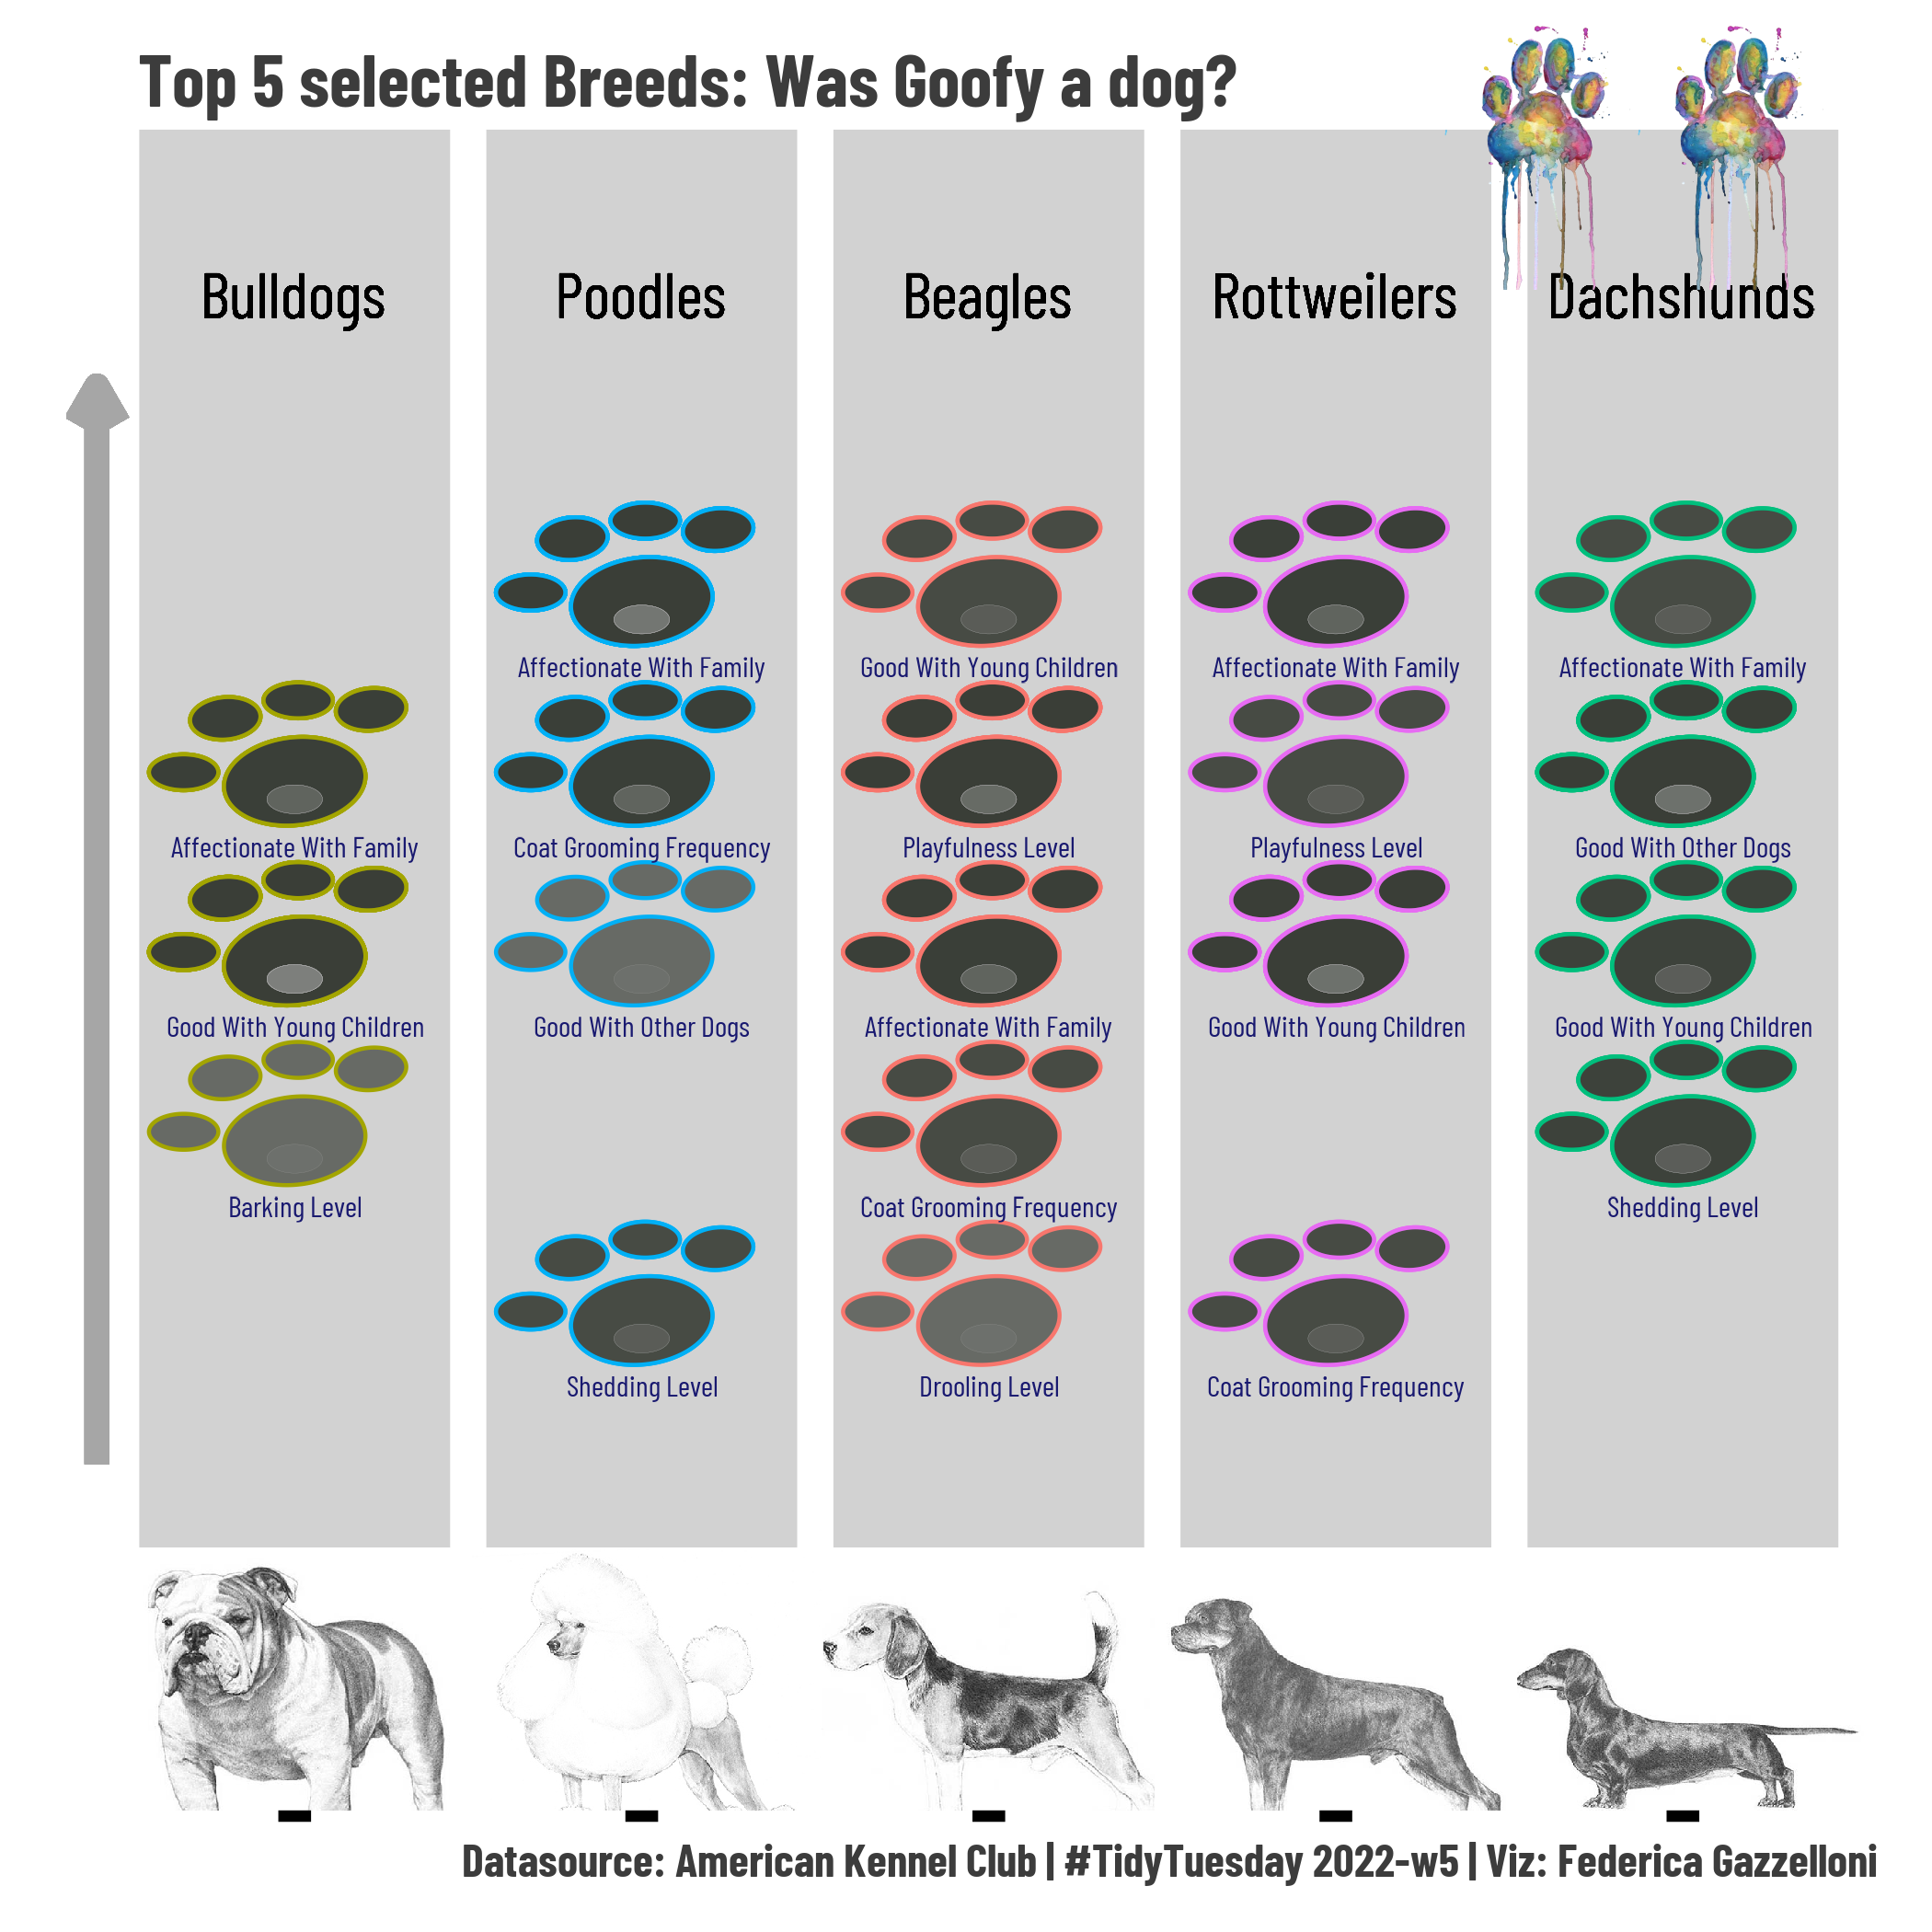 Top 5 selected Breeds: Was Goofy a dog?
Bulldogs
Poodles
Beagles
Rottweilers
Dachshunds
Affectionate With Family
Good With Young Children
Affectionate With Family
Affectionate With Family
Affectionate With Family
Coat Grooming Frequency
Playfulness Level
Playfulness Level
Good With Other Dogs
Good With Young Children
Good With Other Dogs
Affectionate With Family
Good With Young Children
Good With Young Children
Barking Level
Coat Grooming Frequency
Shedding Level
Shedding Level
Drooling Level
Coat Grooming Frequency
Datasource: American Kennel Club | #TidyTuesday 2022-w5 | Viz: Federica Gazzelloni